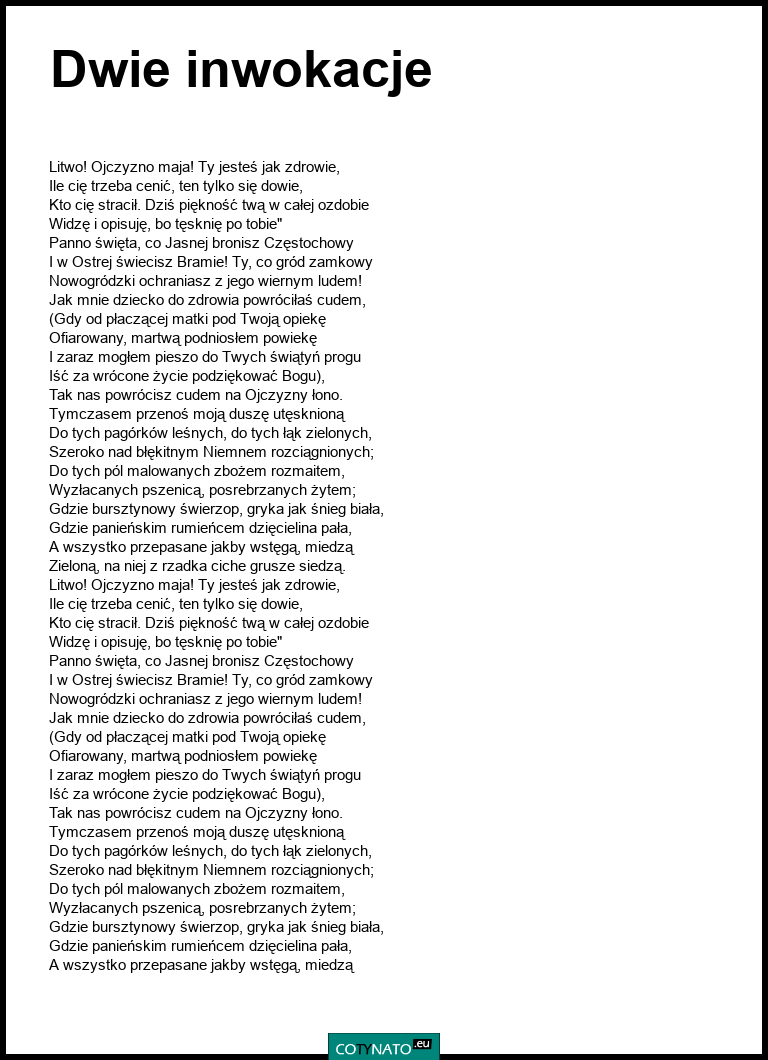 Dwie inwokacje
Litwo! Ojczyzno maja! Ty jesteś jak zdrowie,
Ile cię trzeba cenić, ten tylko się dowie,
Kto cię stracił. Dziś piękność twą w całej ozdobie
Widzę i opisuję, bo tęsknię po tobie"
Panno święta, co Jasnej bronisz Częstochowy
I w Ostrej świecisz Bramie! Ty, co gród zamkowy
Nowogródzki ochraniasz z jego wiernym ludem!
Jak mnie dziecko do zdrowia powróciłaś cudem,
(Gdy od płaczącej matki pod Twoją opiekę
Ofiarowany, martwą podniosłem powiekę
I zaraz mogłem pieszo do Twych świątyń progu
Iść za wrócone życie podziękować Bogu),
Tak nas powrócisz cudem na Ojczyzny łono.
Tymczasem przenoś moją duszę utęsknioną
Do tych pagórków leśnych, do tych łąk zielonych,
Szeroko nad błękitnym Niemnem rozciągnionych;
Do tych pól malowanych zbożem rozmaitem,
Wyzłacanych pszenicą, posrebrzanych żytem;
Gdzie bursztynowy świerzop, gryka jak śnieg biała,
Gdzie panieńskim rumieńcem dzięcielina pała,
A wszystko przepasane jakby wstęgą, miedzą
Zieloną, na niej z rzadka ciche grusze siedzą.
Litwo! Ojczyzno maja! Ty jesteś jak zdrowie,
Ile cię trzeba cenić, ten tylko się dowie,
Kto cię stracił. Dziś piękność twą w całej ozdobie
Widzę i opisuję, bo tęsknię po tobie"
Panno święta, co Jasnej bronisz Częstochowy
I w Ostrej świecisz Bramie! Ty, co gród zamkowy
Nowogródzki ochraniasz z jego wiernym ludem!
Jak mnie dziecko do zdrowia powróciłaś cudem,
(Gdy od płaczącej matki pod Twoją opiekę
Ofiarowany, martwą podniosłem powiekę
I zaraz mogłem pieszo do Twych świątyń progu
Iść za wrócone życie podziękować Bogu),
Tak nas powrócisz cudem na Ojczyzny łono.
Tymczasem przenoś moją duszę utęsknioną
Do tych pagórków leśnych, do tych łąk zielonych,
Szeroko nad błękitnym Niemnem rozciągnionych;
Do tych pól malowanych zbożem rozmaitem,
Wyzłacanych pszenicą, posrebrzanych żytem;
Gdzie bursztynowy świerzop, gryka jak śnieg biała,
Gdzie panieńskim rumieńcem dzięcielina pała,
A wszystko przepasane jakby wstęgą, miedzą
COTYNATO.eu